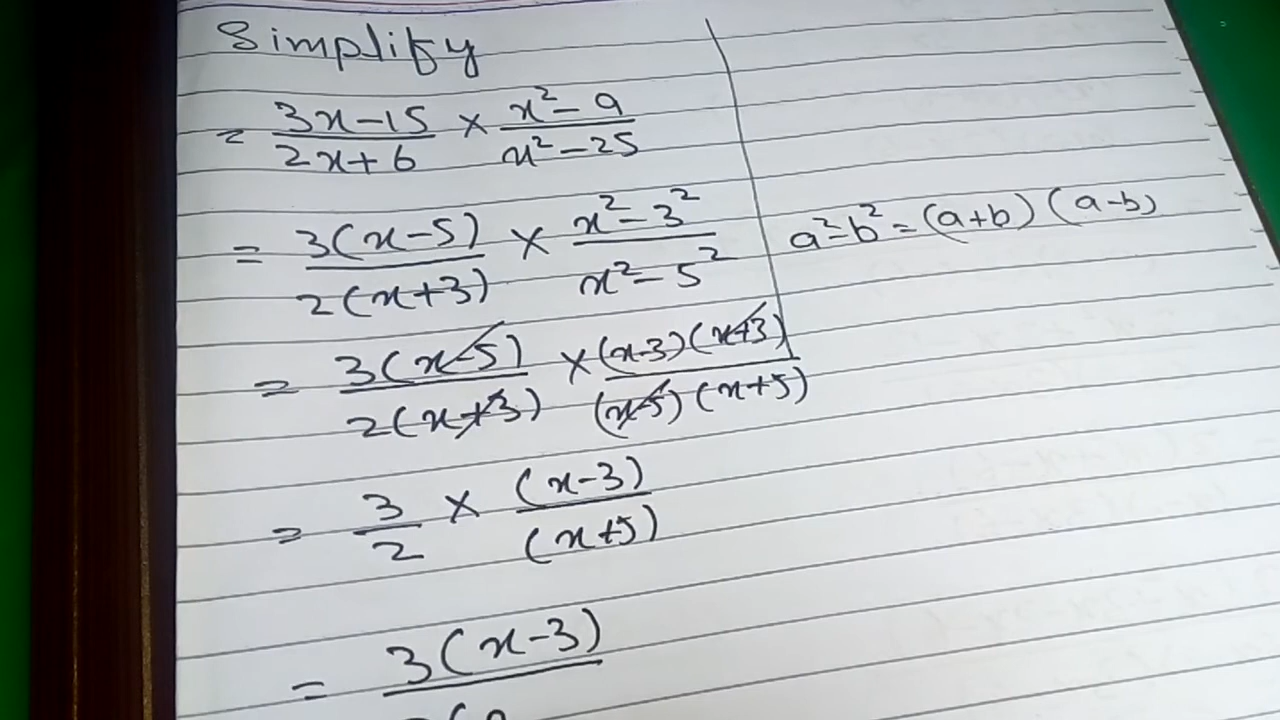 Simplify
= 3x-15/2x+6 × x²-9/x²-25
= 3(x-5)/2(x+3) × x²-3²/x²-5²
a²-b² = (a+b) (a-b)
= 3(x-5)/2(x+3) × (x-3)(x+3)/(x-5)(x+5)
= 3/2 × (x-3)/(x+5)
= 3(x-3)